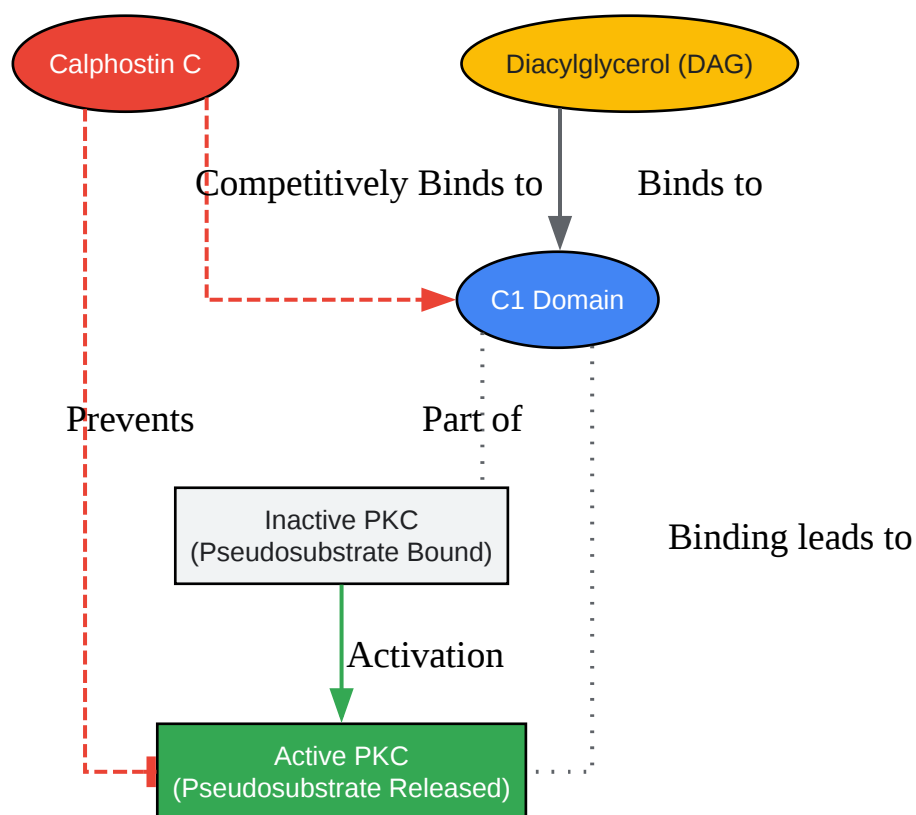 Calphostin C
Diacylglycerol (DAG)
Competitively Binds to
Binds to
C1 Domain
Prevents
Part of
Inactive PKC
(Pseudosubstrate Bound)
Binding leads to
Activation
Active PKC
(Pseudosubstrate Released)